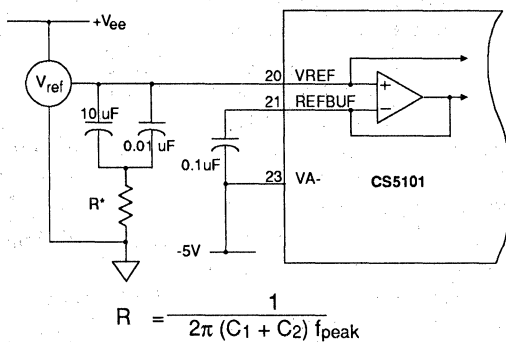 +Vee
Vref
20 VREF
10 uF
0.01 uF
21 REFBUF
+
−
0.1uF
23 VA-
CS5101
R*
-5V
R = 1 / 2π (C1 + C2) fpeak